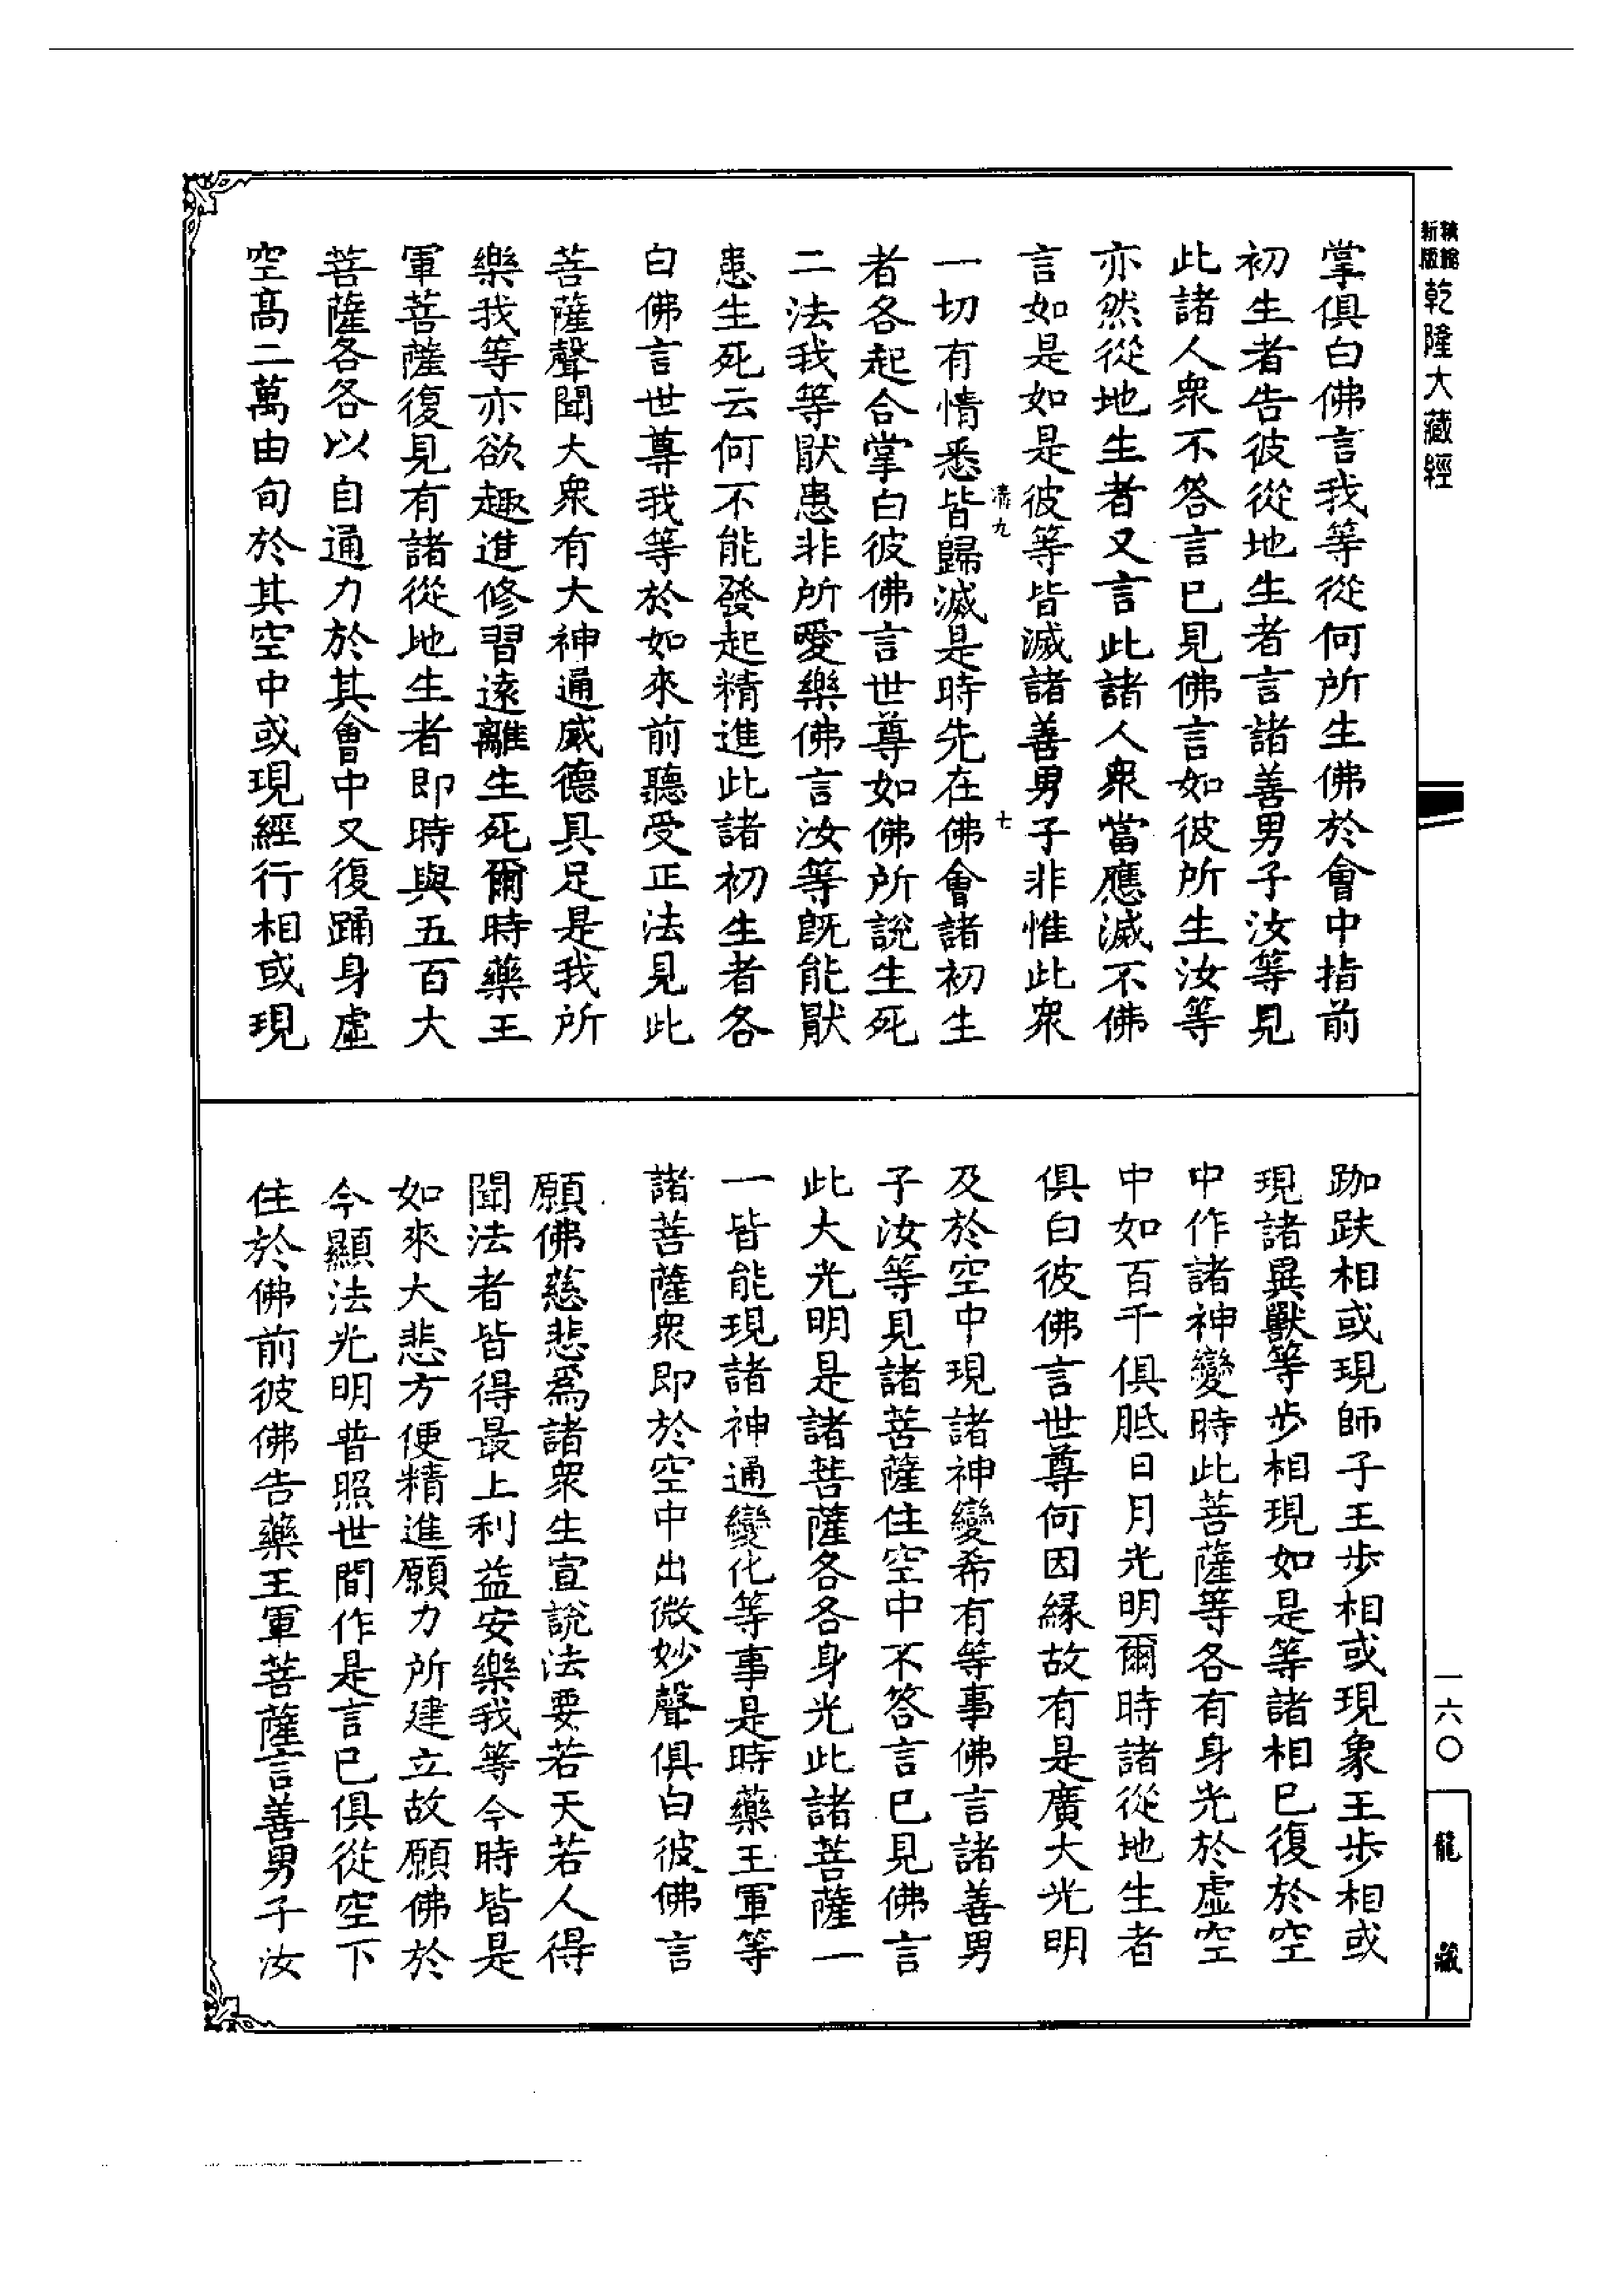 新版
乾隆大藏經
掌俱白佛言我等從何所生佛於會中指前
初生者告彼從地生者言諸善男子汝等見
此諸人衆不答言已見佛言如彼所生汝等
亦然從地生者又言此諸人衆當應滅不佛
言如是如是彼等皆滅諸善男子非惟此衆
九
七
一切有情悉皆歸滅是時先在佛會諸初生
者各起合掌白彼佛言世尊如佛所說生死
二法我等猒患非所愛樂佛言汝等旣能猒
患生死云何不能發起精進此諸初生者各
白佛言世尊我等於如來前聽受正法見此
菩薩聲聞大衆有大神通威德具足是我所
樂我等亦欲趣進修習遠離生死爾時藥王
軍菩薩復見有諸從地生者即時與五百大
菩薩各各以自通力於其會中又復踊身虛
空高二萬由旬於其空中或現經行相或現
跏趺相或現師子王步相或現象王步相或
現諸異獸等步相現如是等諸相已復於空
中作諸神變時此菩薩等各有身光於虛空
中如百千俱胝日月光明爾時諸從地生者
俱白彼佛言世尊何因緣故有是廣大光明
及於空中現諸神變希有等事佛言諸善男
子汝等見諸菩薩住空中不答言已見佛言
此大光明是諸菩薩各各身光此諸菩薩一
一皆能現諸神通變化等事是時藥王軍等
諸菩薩衆即於空中出微妙聲俱白彼佛言
願佛慈悲爲諸衆生宣說法要若天若人得
聞法者皆得最上利益安樂我等今時皆是
如來大悲方便精進願力所建立故願佛於
今顯法光明普照世間作是言已俱從空下
住於佛前彼佛告藥王軍菩薩言善男子汝
一六〇
龍藏